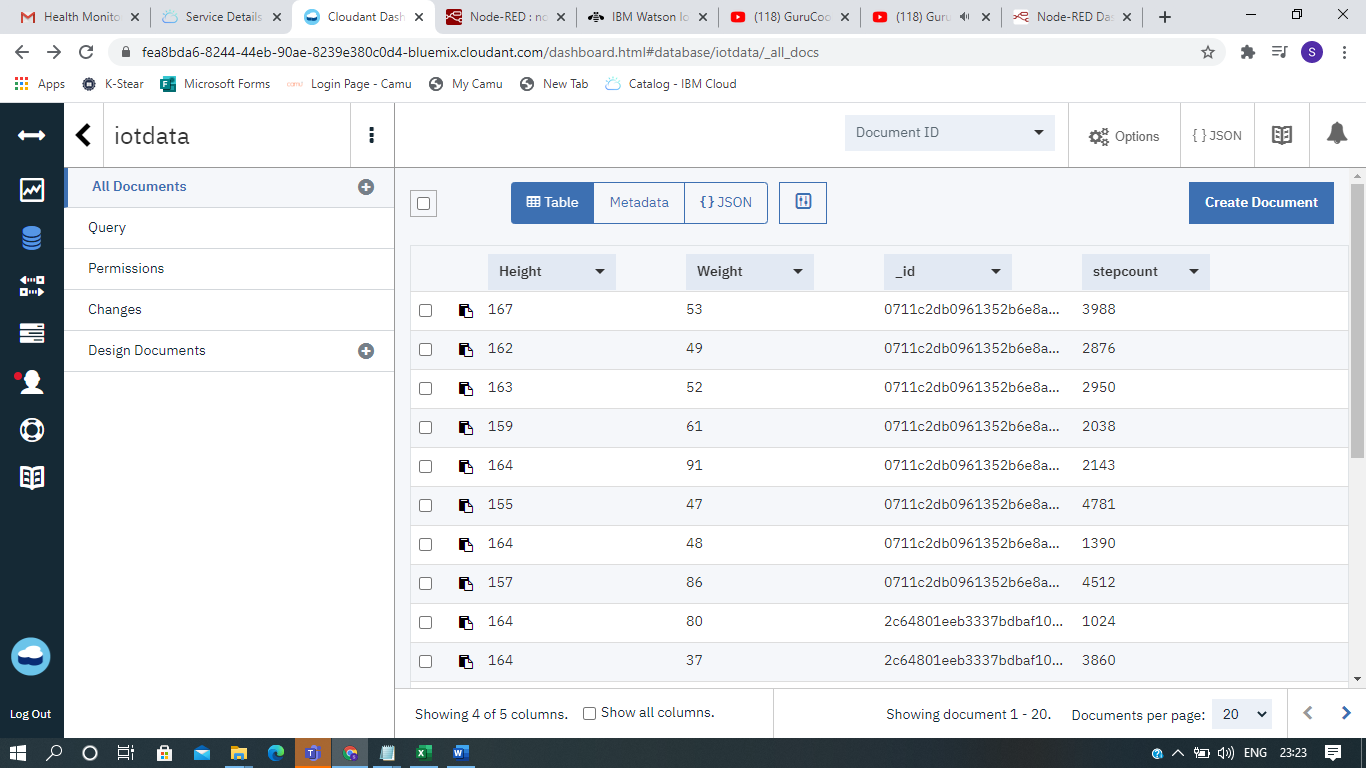 Health Monito
Service Details
Cloudant Dash
Node-RED : no
IBM Watson Io
(118) GuruCoo
(118) Guru
Node-RED Das
fea8bda6-8244-44eb-90ae-8239e380c0d4-bluemix.cloudant.com/dashboard.html#database/iotdata/_all_docs
S
Apps
K-Stear
Microsoft Forms
camu
Login Page - Camu
My Camu
New Tab
Catalog - IBM Cloud
iotdata
Document ID
Options
{ } JSON
All Documents
Query
Permissions
Changes
Design Documents
Table
Metadata
{ } JSON
Create Document
Height Weight _id stepcount
167 53 0711c2db0961352b6e8a... 3988
162 49 0711c2db0961352b6e8a... 2876
163 52 0711c2db0961352b6e8a... 2950
159 61 0711c2db0961352b6e8a... 2038
164 91 0711c2db0961352b6e8a... 2143
155 47 0711c2db0961352b6e8a... 4781
164 48 0711c2db0961352b6e8a... 1390
157 86 0711c2db0961352b6e8a... 4512
164 80 2c64801eeb3337bdbaf10... 1024
164 37 2c64801eeb3337bdbaf10... 3860
Log Out
Showing 4 of 5 columns.
Show all columns.
Showing document 1 - 20.
Documents per page: 20
ENG
23:23